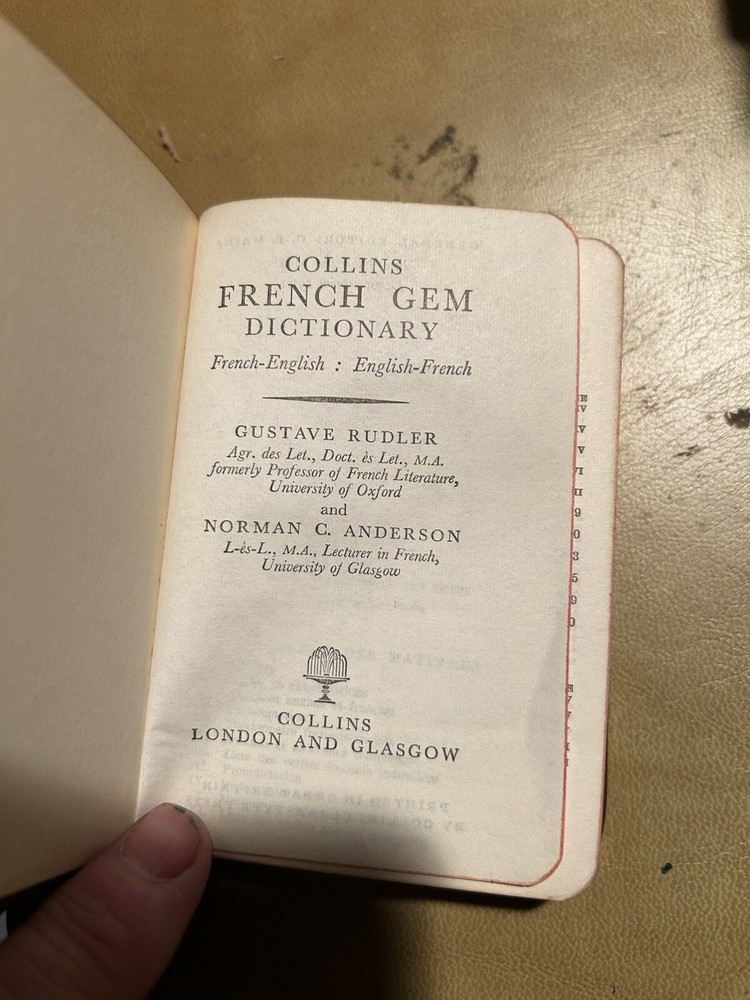 COLLINS
FRENCH GEM
DICTIONARY
French-English : English-French
GUSTAVE RUDLER
Agr. des Let., Doct. ès Let., M.A.
formerly Professor of French Literature,
University of Oxford
and
NORMAN C. ANDERSON
L-ès-L., M.A., Lecturer in French,
University of Glasgow
COLLINS
LONDON AND GLASGOW